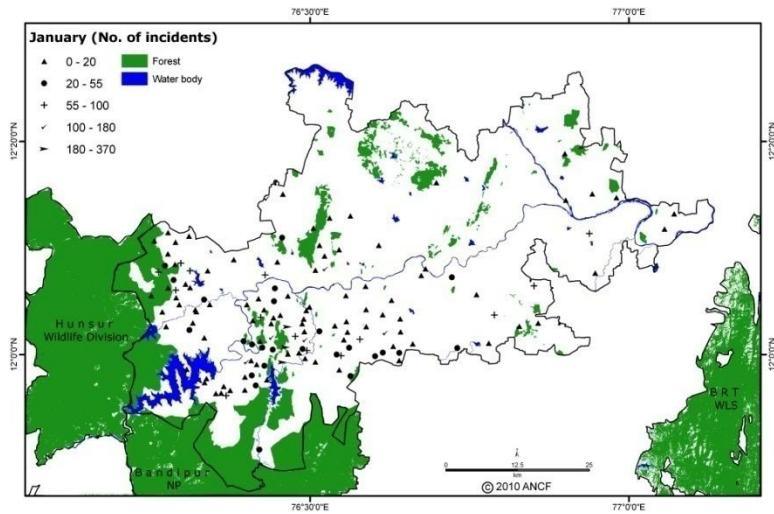 76°30'0"E
77°0'0"E
January (No. of incidents)
0 - 20
20 - 55
55 - 100
100 - 180
180 - 370
Forest
Water body
12°20'0"N
12°20'0"N
Hunsur
Wildlife Division
12°0'0"N
12°0'0"N
BRT
WLS
Bandipur
NP
0
12.5
25
km
© 2010 ANCF
76°30'0"E
77°0'0"E